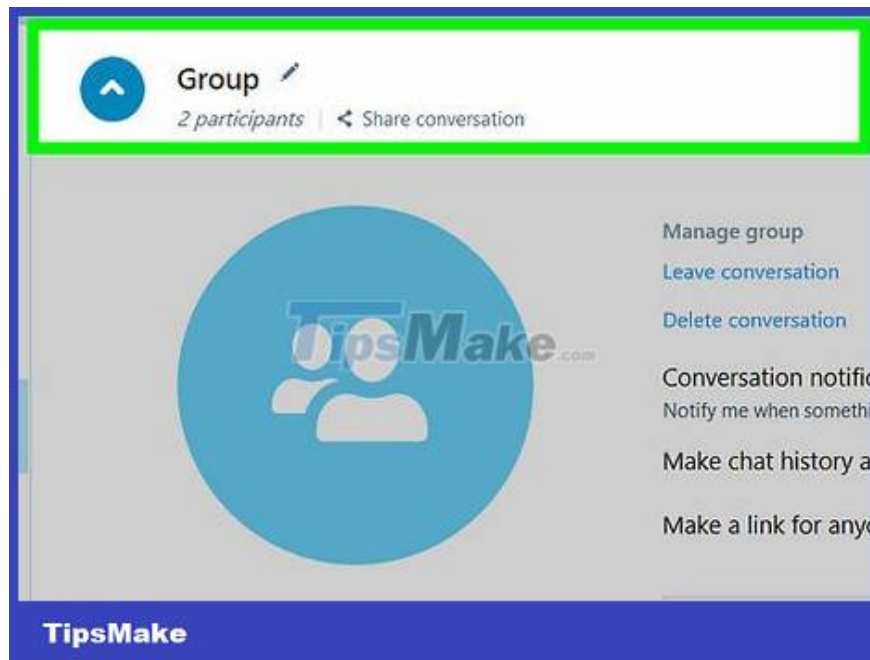 Group
2 participants | Share conversation
Manage group
Leave conversation
Delete conversation
TipsMake.com
Conversation notific
Notify me when somethi
Make chat history a
Make a link for anyo
TipsMake